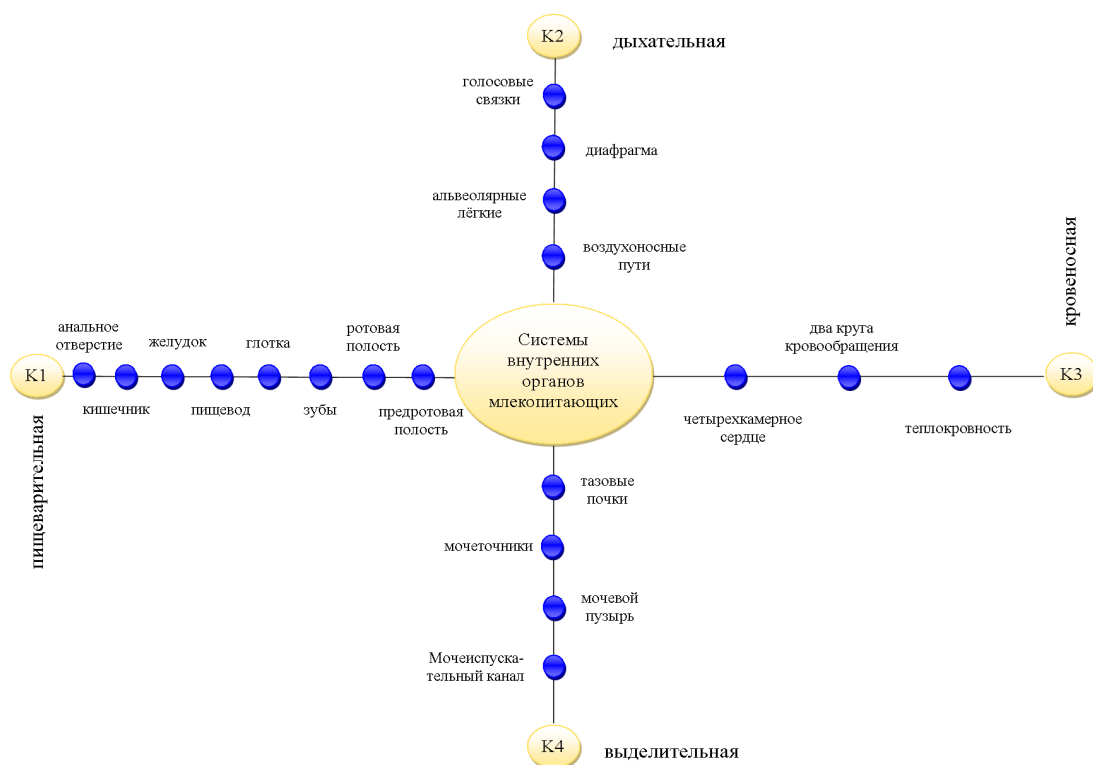 K2
дыхательная
голосовые
связки
диафрагма
альвеолярные
лёгкие
воздухоносные
пути
кровеносная
анальное
отверстие
желудок
глотка
ротовая
полость
K1
кишечник
пищевод
зубы
предротовая
полость
пищеварительная
Системы
внутренних
органов
млекопитающих
два круга
кровообращения
K3
четырехкамерное
сердце
теплокровность
тазовые
почки
мочеточники
мочевой
пузырь
Мочеиспуска-
тельный канал
K4
выделительная